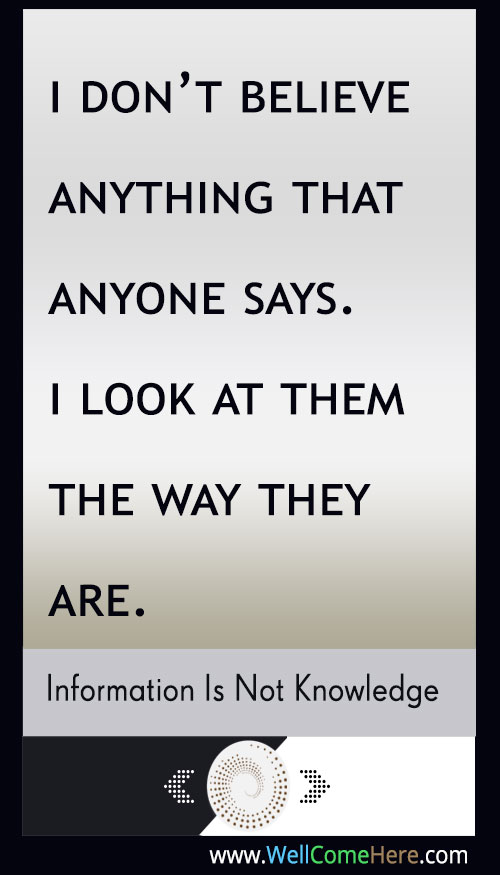 I DON’T BELIEVE
ANYTHING THAT
ANYONE SAYS.
I LOOK AT THEM
THE WAY THEY
ARE.
Information Is Not Knowledge
www.WellComeHere.com